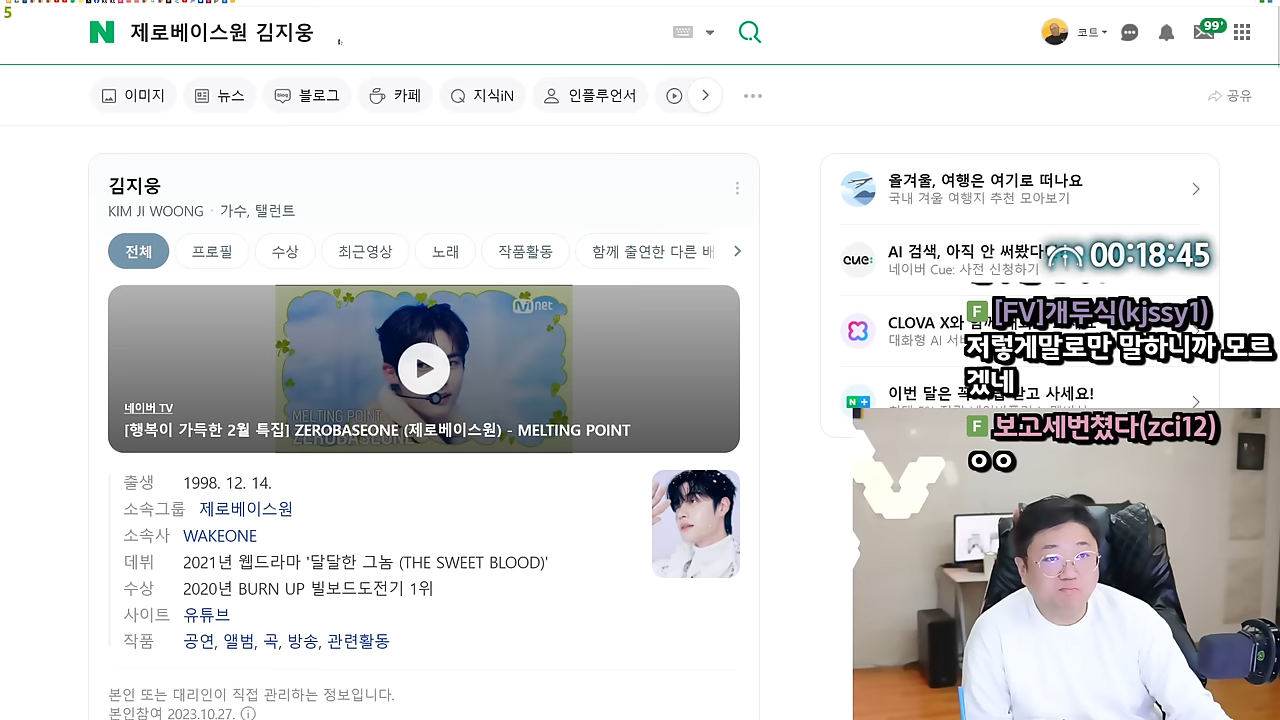 5
제로베이스원 김지웅
코트
99+
이미지
뉴스
blog 블로그
카페
지식iN
인플루언서
공유
김지웅
KIM JI WOONG · 가수, 탤런트
전체
프로필
수상
최근영상
노래
작품활동
함께 출연한 다른 배
Mnet
MELTING POINT
ZEROBASEONE
네이버 TV
[행복이 가득한 2월 특집] ZEROBASEONE (제로베이스원) - MELTING POINT
출생 1998. 12. 14.
소속그룹 제로베이스원
소속사 WAKEONE
데뷔 2021년 웹드라마 '달달한 그놈 (THE SWEET BLOOD)'
수상 2020년 BURN UP 빌보드도전기 1위
사이트 유튜브
작품 공연, 앨범, 곡, 방송, 관련활동
본인 또는 대리인이 직접 관리하는 정보입니다.
본인참여 2023.10.27.
올겨울, 여행은 여기로 떠나요
국내 겨울 여행지 추천 모아보기
cue:
AI 검색, 아직 안 써봤다
네이버 Cue: 사전 신청하기
00:18:45
CLOVA X와
대화형 AI 서비
F [FV]개두식(kjssy1)
저렇게말로만 말하니까 모르
겠네
이번 달은 꼭 사세요!
F 보고세번쳤다(zci12)
ㅇㅇ